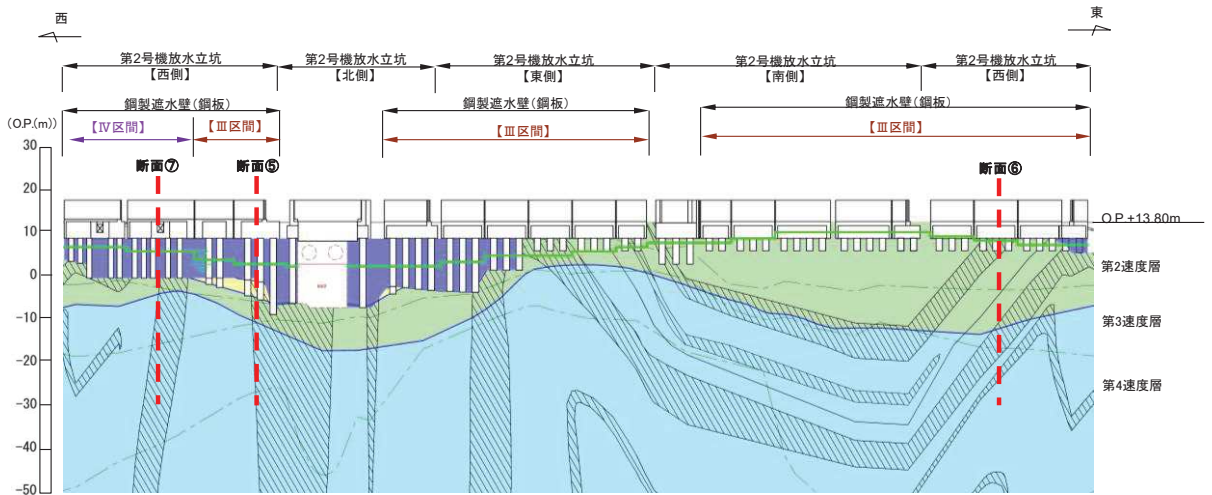 西
東
第2号機放水立坑
【西側】
第2号機放水立坑
【北側】
第2号機放水立坑
【東側】
第2号機放水立坑
【南側】
第2号機放水立坑
【西側】
鋼製遮水壁(鋼板)
鋼製遮水壁(鋼板)
鋼製遮水壁(鋼板)
(O.P.(m))
【Ⅳ区間】
【Ⅲ区間】
【Ⅲ区間】
【Ⅲ区間】
30
断面⑦
断面⑤
断面⑥
20
O.P.+13.80m
10
第2速度層
0
-10
第3速度層
-20
第4速度層
-30
-40
-50